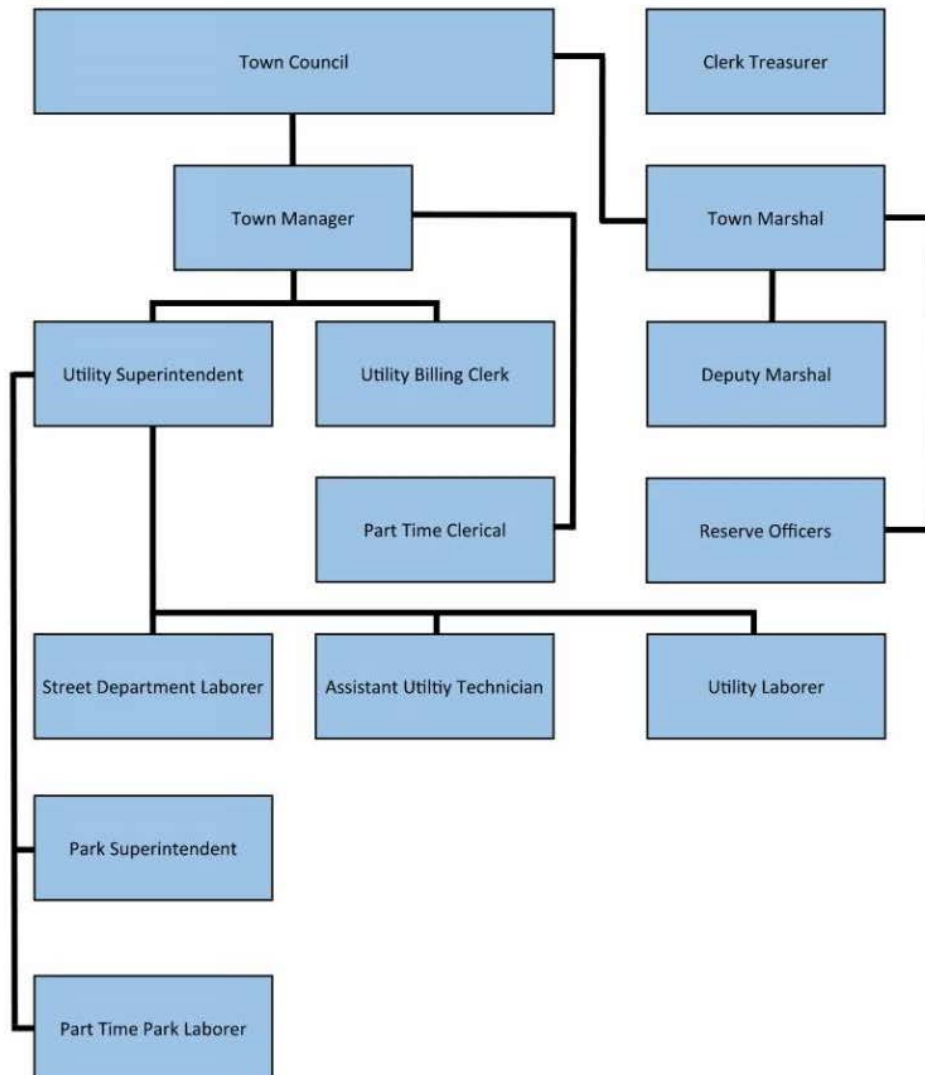 Town Council
Clerk Treasurer
Town Manager
Town Marshal
Utility Superintendent
Utility Billing Clerk
Deputy Marshal
Part Time Clerical
Reserve Officers
Street Department Laborer
Assistant Utiltiy Technician
Utility Laborer
Park Superintendent
Part Time Park Laborer